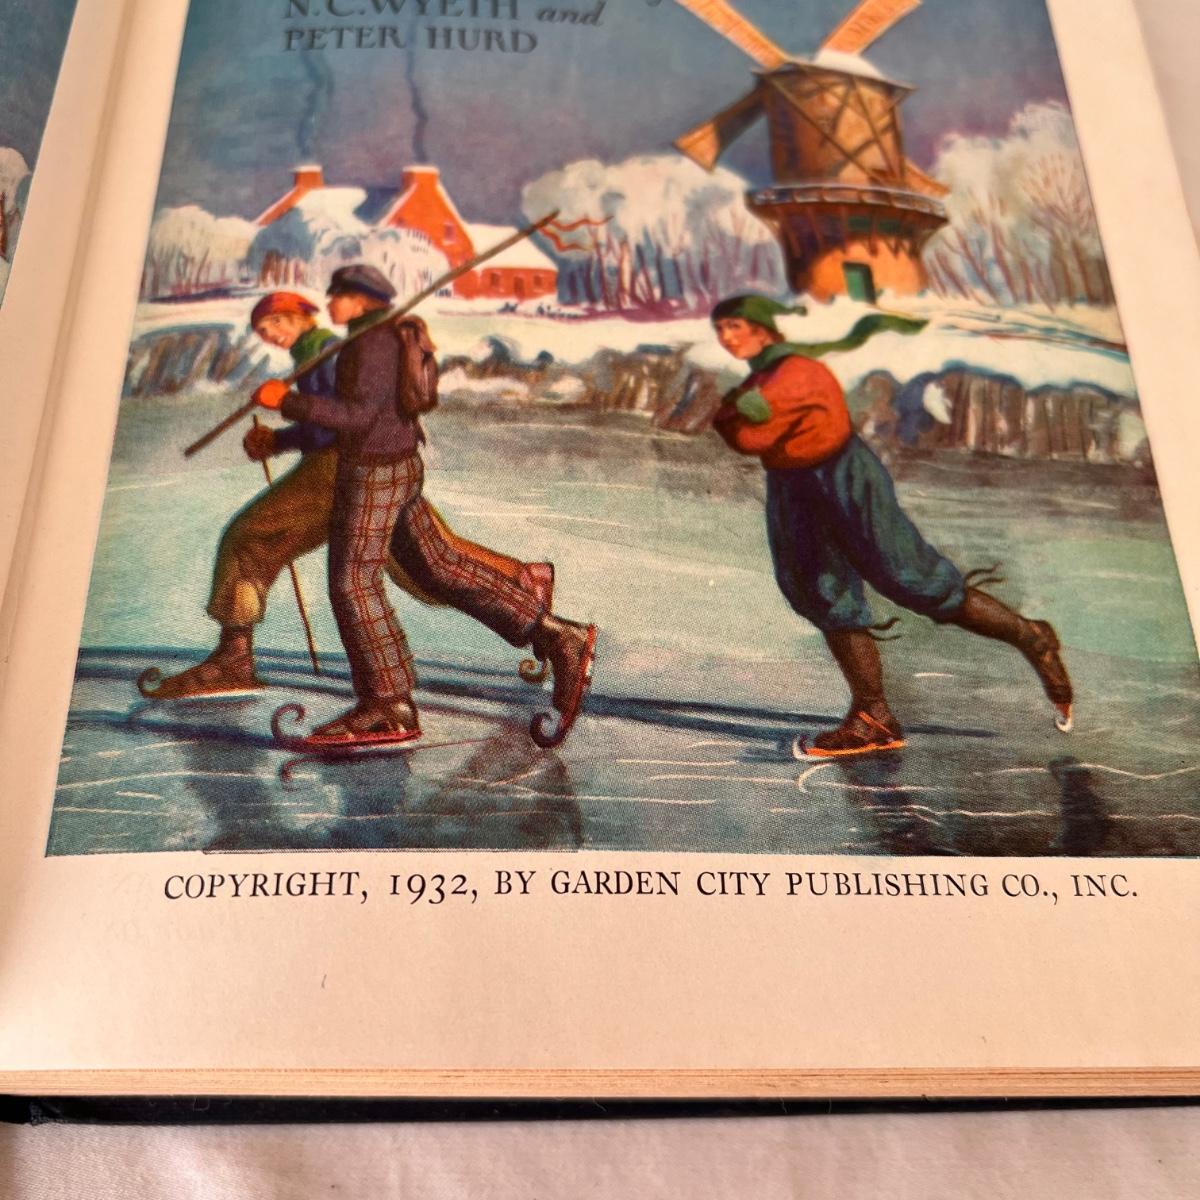 N.C.WYETH and
PETER HURD
COPYRIGHT, 1932, BY GARDEN CITY PUBLISHING CO., INC.